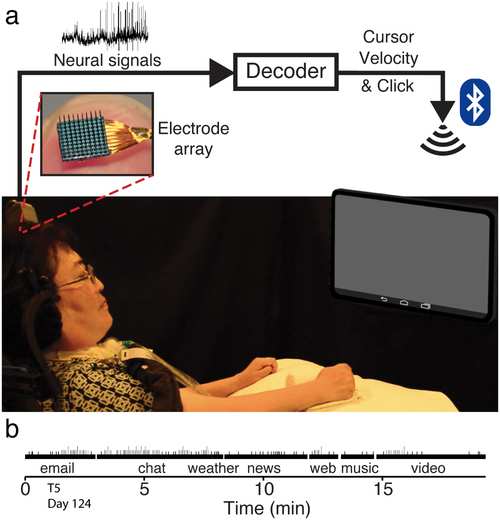 a
Neural signals
Decoder
Cursor
Velocity
& Click
Electrode
array
b
email chat weather news web music video
0 5 10 15
T5
Day 124
Time (min)